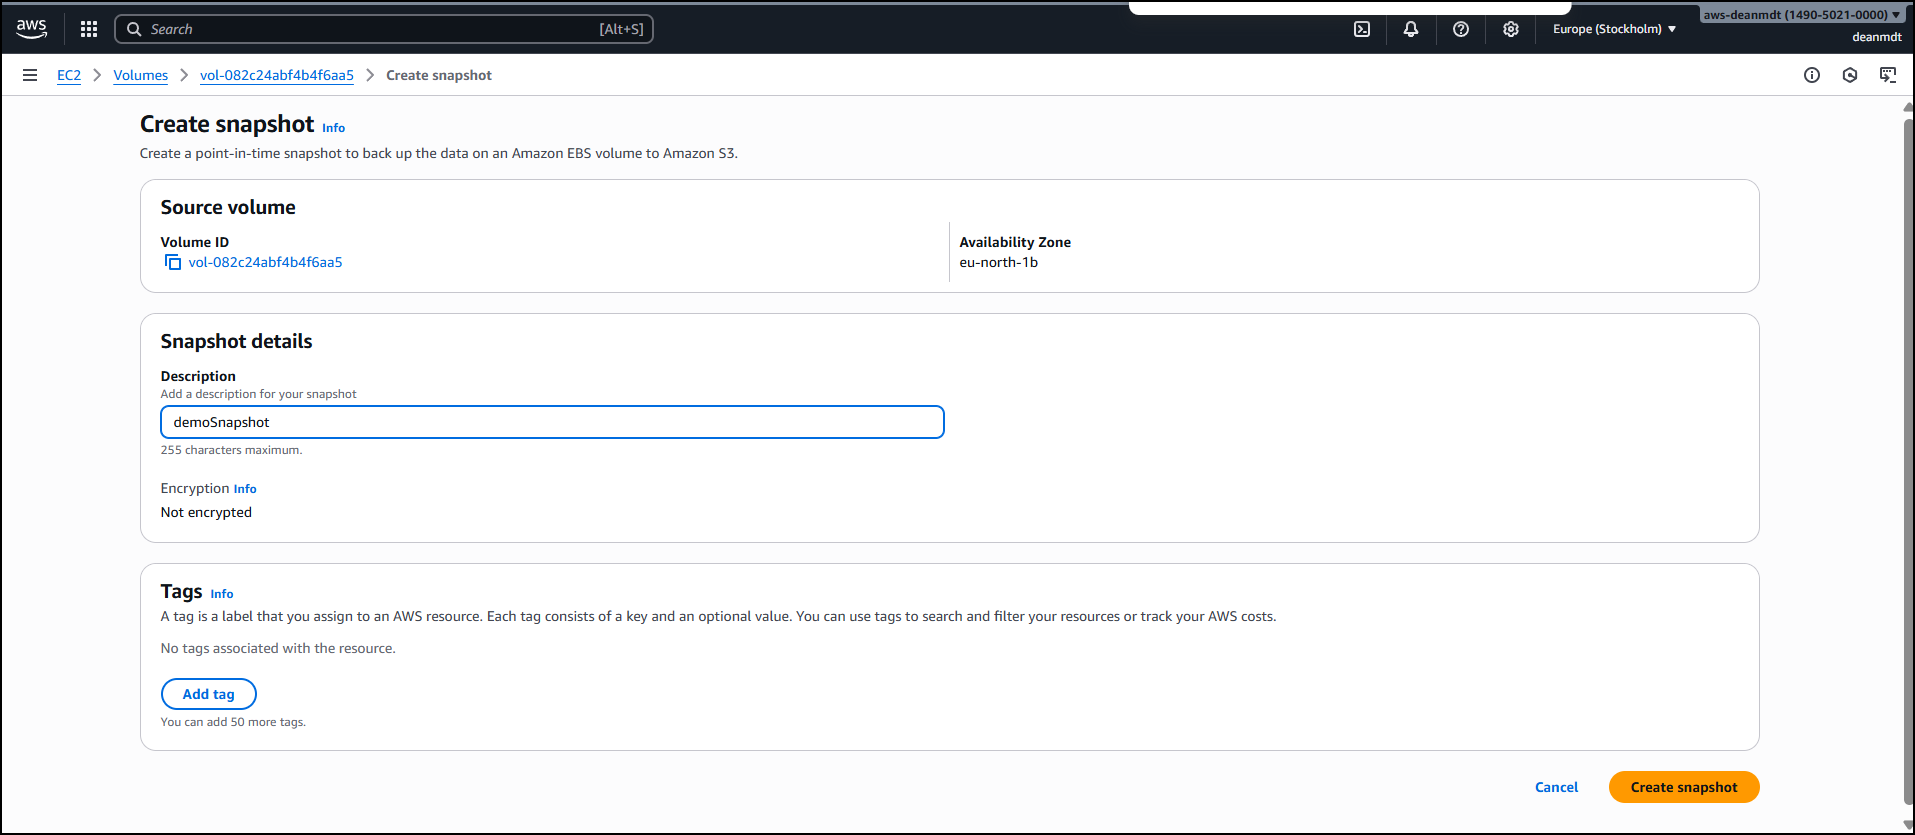 aws
Search [Alt+S]
Europe (Stockholm)
aws-deanmdt (1490-5021-0000)
deanmdt
EC2 Volumes vol-082c24abf4b4f6aa5 Create snapshot
Create snapshot Info
Create a point-in-time snapshot to back up the data on an Amazon EBS volume to Amazon S3.
Source volume
Volume ID
vol-082c24abf4b4f6aa5
Availability Zone
eu-north-1b
Snapshot details
Description
Add a description for your snapshot
demoSnapshot
255 characters maximum.
Encryption Info
Not encrypted
Tags Info
A tag is a label that you assign to an AWS resource. Each tag consists of a key and an optional value. You can use tags to search and filter your resources or track your AWS costs.
No tags associated with the resource.
Add tag
You can add 50 more tags.
Cancel Create snapshot